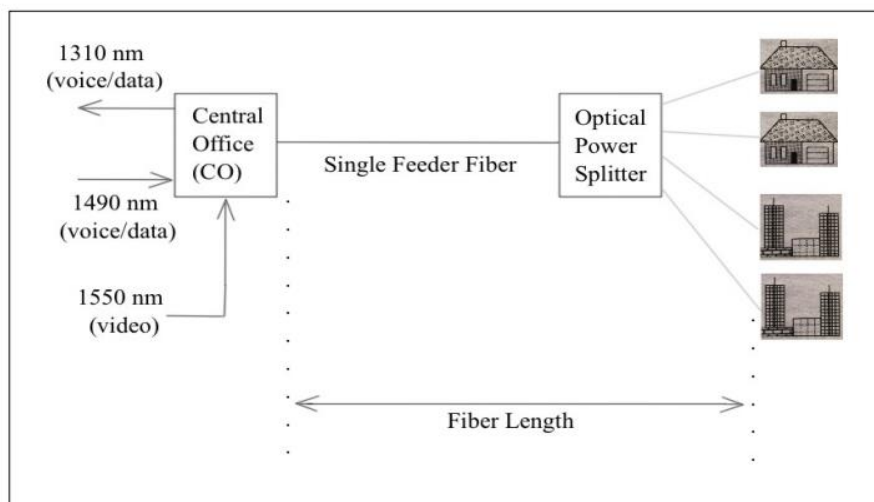 1310 nm
(voice/data)
Central
Office
(CO)
Optical
Power
Splitter
Single Feeder Fiber
1490 nm
(voice/data)
1550 nm
(video)
Fiber Length